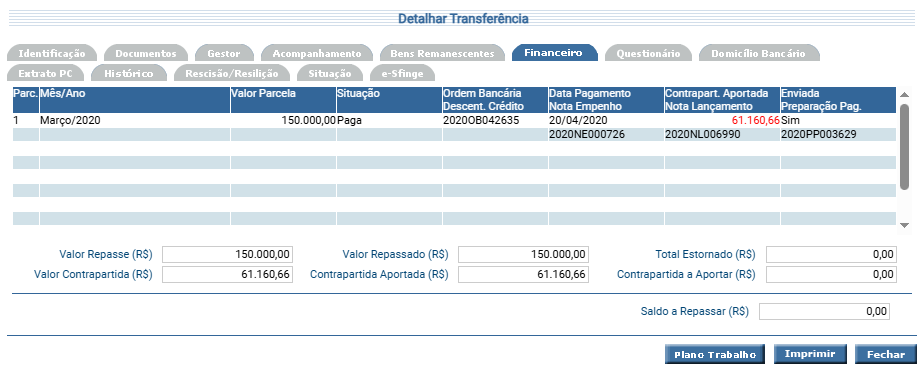 Detalhar Transferência
Identificação Documentos Gestor Acompanhamento Bens Remanescentes Financeiro Questionário Domicílio Bancário
Extrato PC Histórico Rescisão/Resilição Situação e-Sfinge
Parc. Mês/Ano Valor Parcela Situação Ordem Bancária Data Pagamento Contrapart. Aportada Enviada
Descent. Crédito Nota Empenho Nota Lançamento Preparação Pag.
1 Março/2020 150.000,00 Paga 2020OB042635 20/04/2020 61.160,66 Sim
2020NE000726 2020NL006990 2020PP003629
Valor Repasse (R$) 150.000,00 Valor Repassado (R$) 150.000,00 Total Estornado (R$) 0,00
Valor Contrapartida (R$) 61.160,66 Contrapartida Aportada (R$) 61.160,66 Contrapartida a Aportar (R$) 0,00
Saldo a Repassar (R$) 0,00
Plano Trabalho Imprimir Fechar